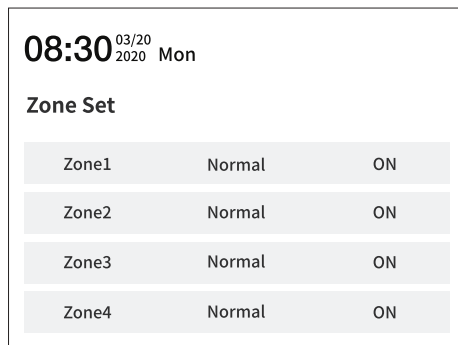 08:30 03/20 2020 Mon
Zone Set
Zone1 Normal ON
Zone2 Normal ON
Zone3 Normal ON
Zone4 Normal ON